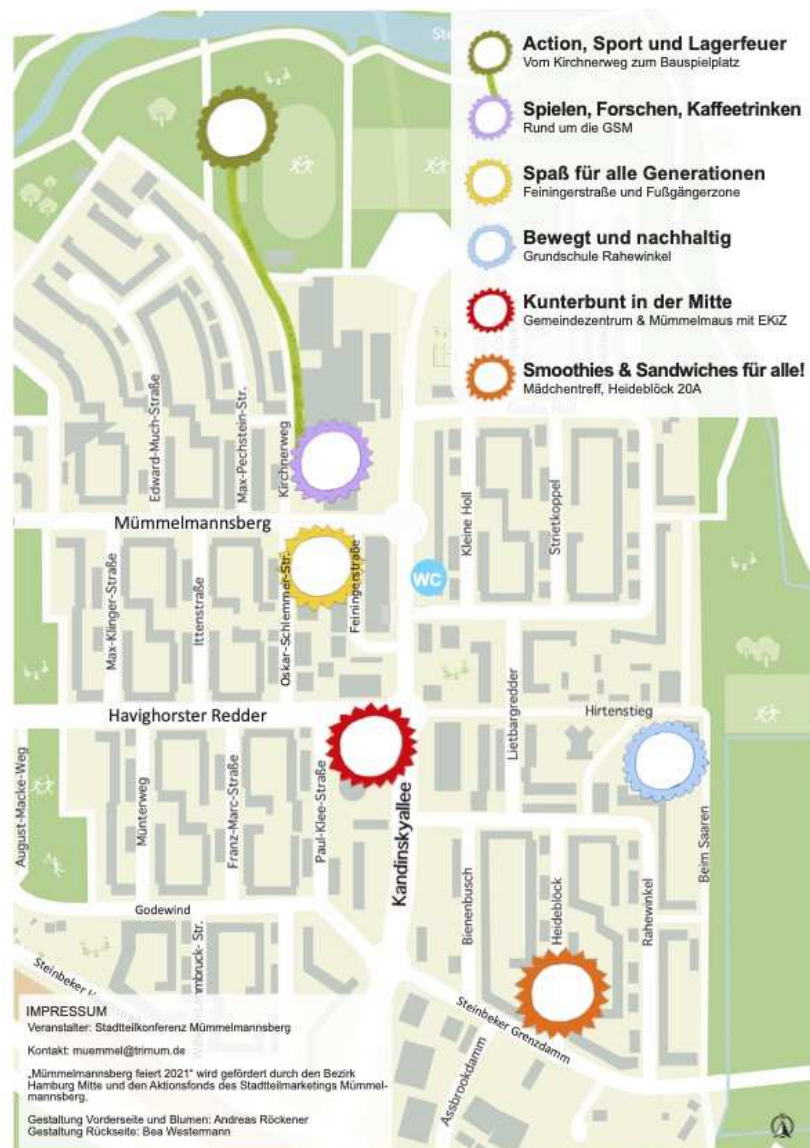 Action, Sport und Lagerfeuer
Vom Kirchnerweg zum Bauspielplatz
Spielen, Forschen, Kaffeetrinken
Rund um die GSM
Spaß für alle Generationen
Feiningerstraße und Fußgängerzone
Bewegt und nachhaltig
Grundschule Rahewinkel
Kunterbunt in der Mitte
Gemeindezentrum & Mümmelmaus mit EKiZ
Smoothies & Sandwiches für alle!
Mädchentreff, Heideblöck 20A
Edward-Much-Straße
Max-Pechstein-Str.
Kirchnerweg
Mümmelmannsberg
Kleine Holl
Strietkoppel
WC
Max-Klinger-Straße
Ittenstraße
Oskar-Schlemmer-Str.
Feiningerstraße
Havighorster Redder
Hirtenstieg
Lietbargredder
August-Macke-Weg
Münterweg
Franz-Marc-Straße
Paul-Klee-Straße
Kandinskyallee
Beim Saaren
Bienenbusch
Heideblöck
Rahewinkel
Godewind
Steinbeker
Steinbeker Grenzdamm
Assbrookdamm
IMPRESSUM
Veranstalter: Stadtteilkonferenz Mümmelmannsberg
Kontakt: muemmel@trimum.de
„Mümmelmannsberg feiert 2021“ wird gefördert durch den Bezirk
Hamburg Mitte und den Aktionsfonds des Stadtteilmarketings Mümmel-
mannsberg.
Gestaltung Vorderseite und Blumen: Andreas Röckener
Gestaltung Rückseite: Bea Westermann